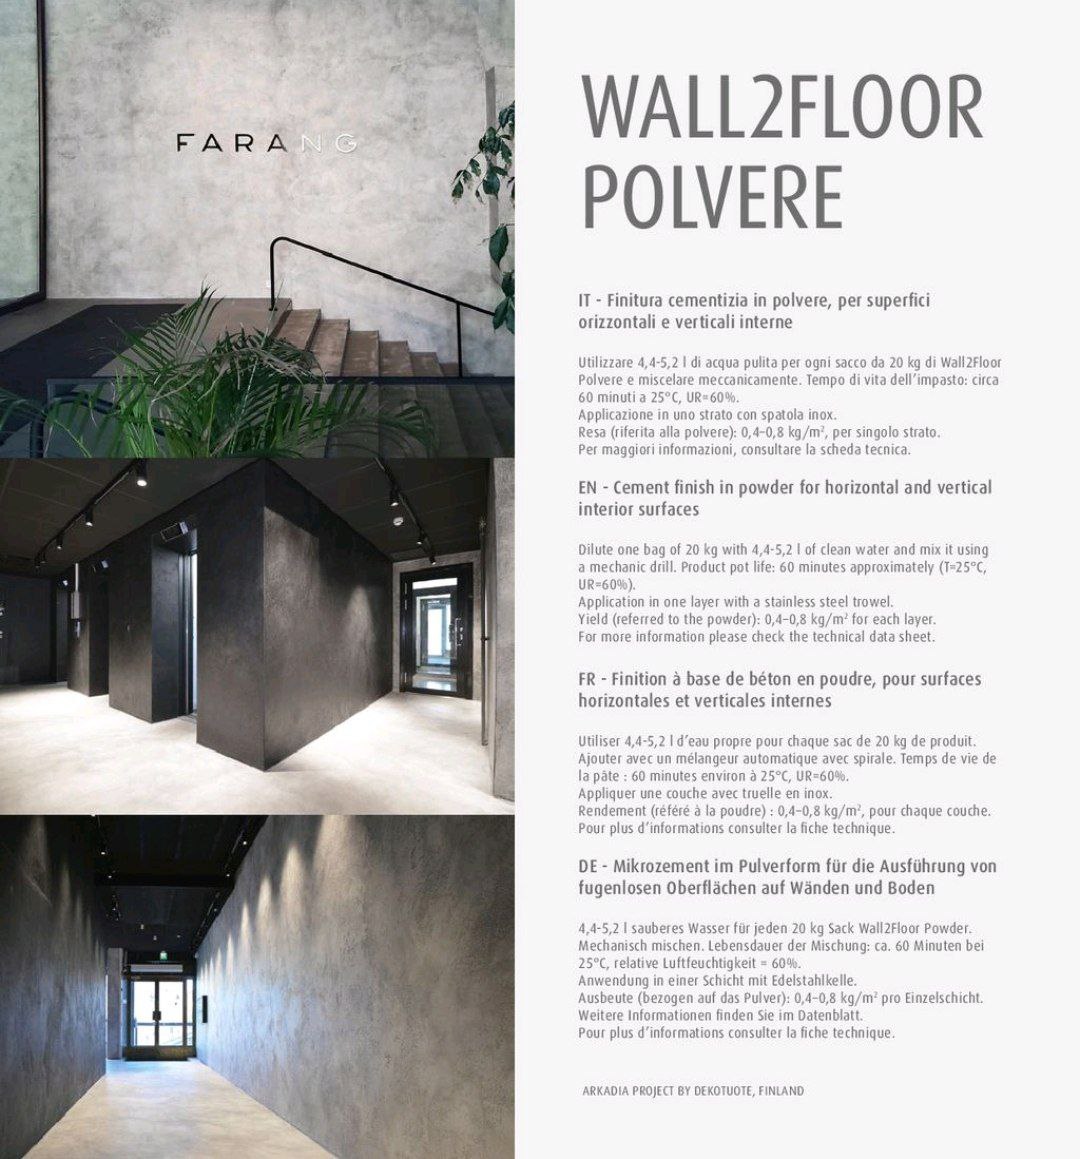 FARANG
WALL2FLOOR
POLVERE
IT - Finitura cementizia in polvere, per superfici
orizzontali e verticali interne
Utilizzare 4,4-5,2 l di acqua pulita per ogni sacco da 20 kg di Wall2Floor
Polvere e miscelare meccanicamente. Tempo di vita dell'impasto: circa
60 minuti a 25°C, UR=60%.
Applicazione in uno strato con spatola inox.
Resa (riferita alla polvere): 0,4–0,8 kg/m², per singolo strato.
Per maggiori informazioni, consultare la scheda tecnica.
EN - Cement finish in powder for horizontal and vertical
interior surfaces
Dilute one bag of 20 kg with 4,4-5,2 l of clean water and mix it using
a mechanic drill. Product pot life: 60 minutes approximately (T=25°C,
UR=60%).
Application in one layer with a stainless steel trowel.
Yield (referred to the powder): 0,4–0,8 kg/m² for each layer.
For more information please check the technical data sheet.
FR - Finition à base de béton en poudre, pour surfaces
horizontales et verticales internes
Utiliser 4,4-5,2 l d'eau propre pour chaque sac de 20 kg de produit.
Ajouter avec un mélangeur automatique avec spirale. Temps de vie de
la pâte : 60 minutes environ à 25°C, UR=60%.
Appliquer une couche avec truelle en inox.
Rendement (référé à la poudre) : 0,4–0,8 kg/m², pour chaque couche.
Pour plus d'informations consulter la fiche technique.
DE - Mikrozement im Pulverform für die Ausführung von
fugenlosen Oberflächen auf Wänden und Boden
4,4-5,2 l sauberes Wasser für jeden 20 kg Sack Wall2Floor Powder.
Mechanisch mischen. Lebensdauer der Mischung: ca. 60 Minuten bei
25°C, relative Luftfeuchtigkeit = 60%.
Anwendung in einer Schicht mit Edelstahlkelle.
Ausbeute (bezogen auf das Pulver): 0,4–0,8 kg/m² pro Einzelschicht.
Weitere Informationen finden Sie im Datenblatt.
Pour plus d'informations consulter la fiche technique.
ARKADIA PROJECT BY DEKOTUOTE, FINLAND